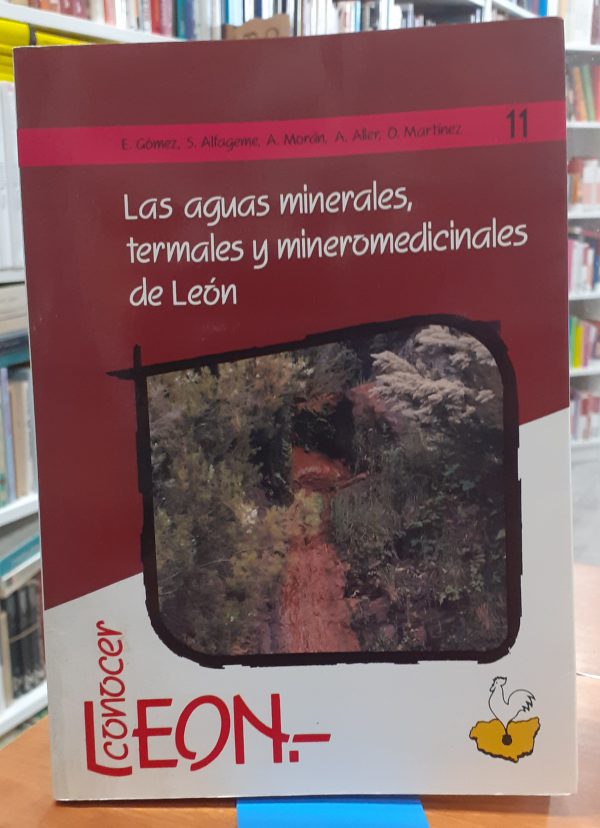 E. Gómez, S. Alfageme, A. Morán, A. Aller, O. Martínez
11
Las aguas minerales,
termales y mineromedicinales
de León
conocer
LEON.-